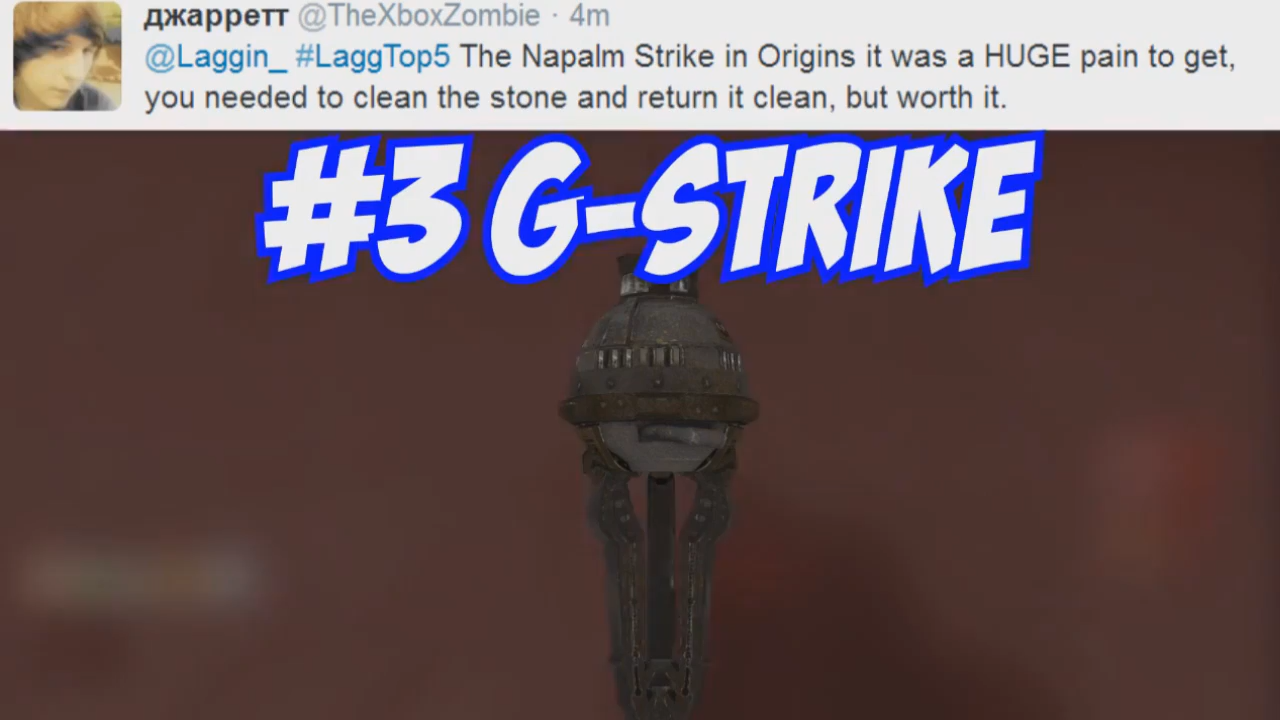 джарретт @TheXboxZombie · 4m
@Laggin_ #LaggTop5 The Napalm Strike in Origins it was a HUGE pain to get,
you needed to clean the stone and return it clean, but worth it.
#3 G-STRIKE